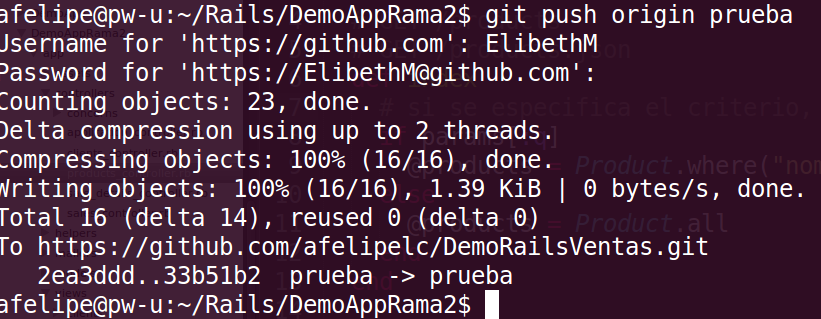 afelipe@pw-u:~/Rails/DemoAppRama2$ git push origin prueba
Username for 'https://github.com': ElibethM
Password for 'https://ElibethM@github.com':
Counting objects: 23, done.
Delta compression using up to 2 threads.
Compressing objects: 100% (16/16), done.
Writing objects: 100% (16/16), 1.39 KiB | 0 bytes/s, done.
Total 16 (delta 14), reused 0 (delta 0)
To https://github.com/afelipelc/DemoRailsVentas.git
   2ea3ddd..33b51b2  prueba -> prueba
afelipe@pw-u:~/Rails/DemoAppRama2$